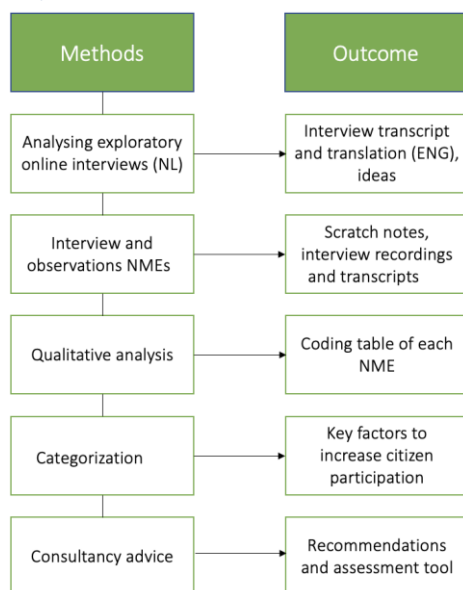 Methods
Outcome
Analysing exploratory
online interviews (NL)
Interview transcript
and translation (ENG),
ideas
Interview and
observations NMEs
Scratch notes,
interview recordings
and transcripts
Qualitative analysis
Coding table of each
NME
Categorization
Key factors to
increase citizen
participation
Consultancy advice
Recommendations
and assessment tool